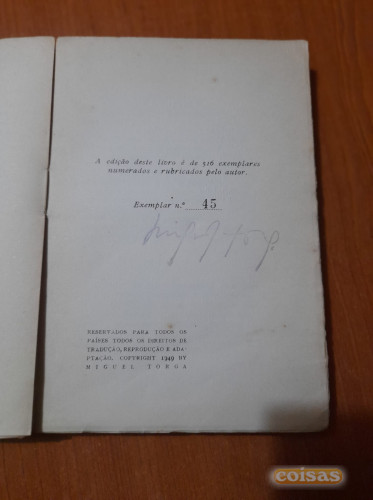 A edição deste livro é de 516 exemplares
numerados e rubricados pelo autor.
Exemplar n.º 45
RESERVADOS PARA TODOS OS
PAÍSES TODOS OS DIREITOS DE
TRADUÇÃO, REPRODUÇÃO E ADA-
PTAÇÃO. COPYRIGHT 1949 BY
MIGUEL TORGA
coisas